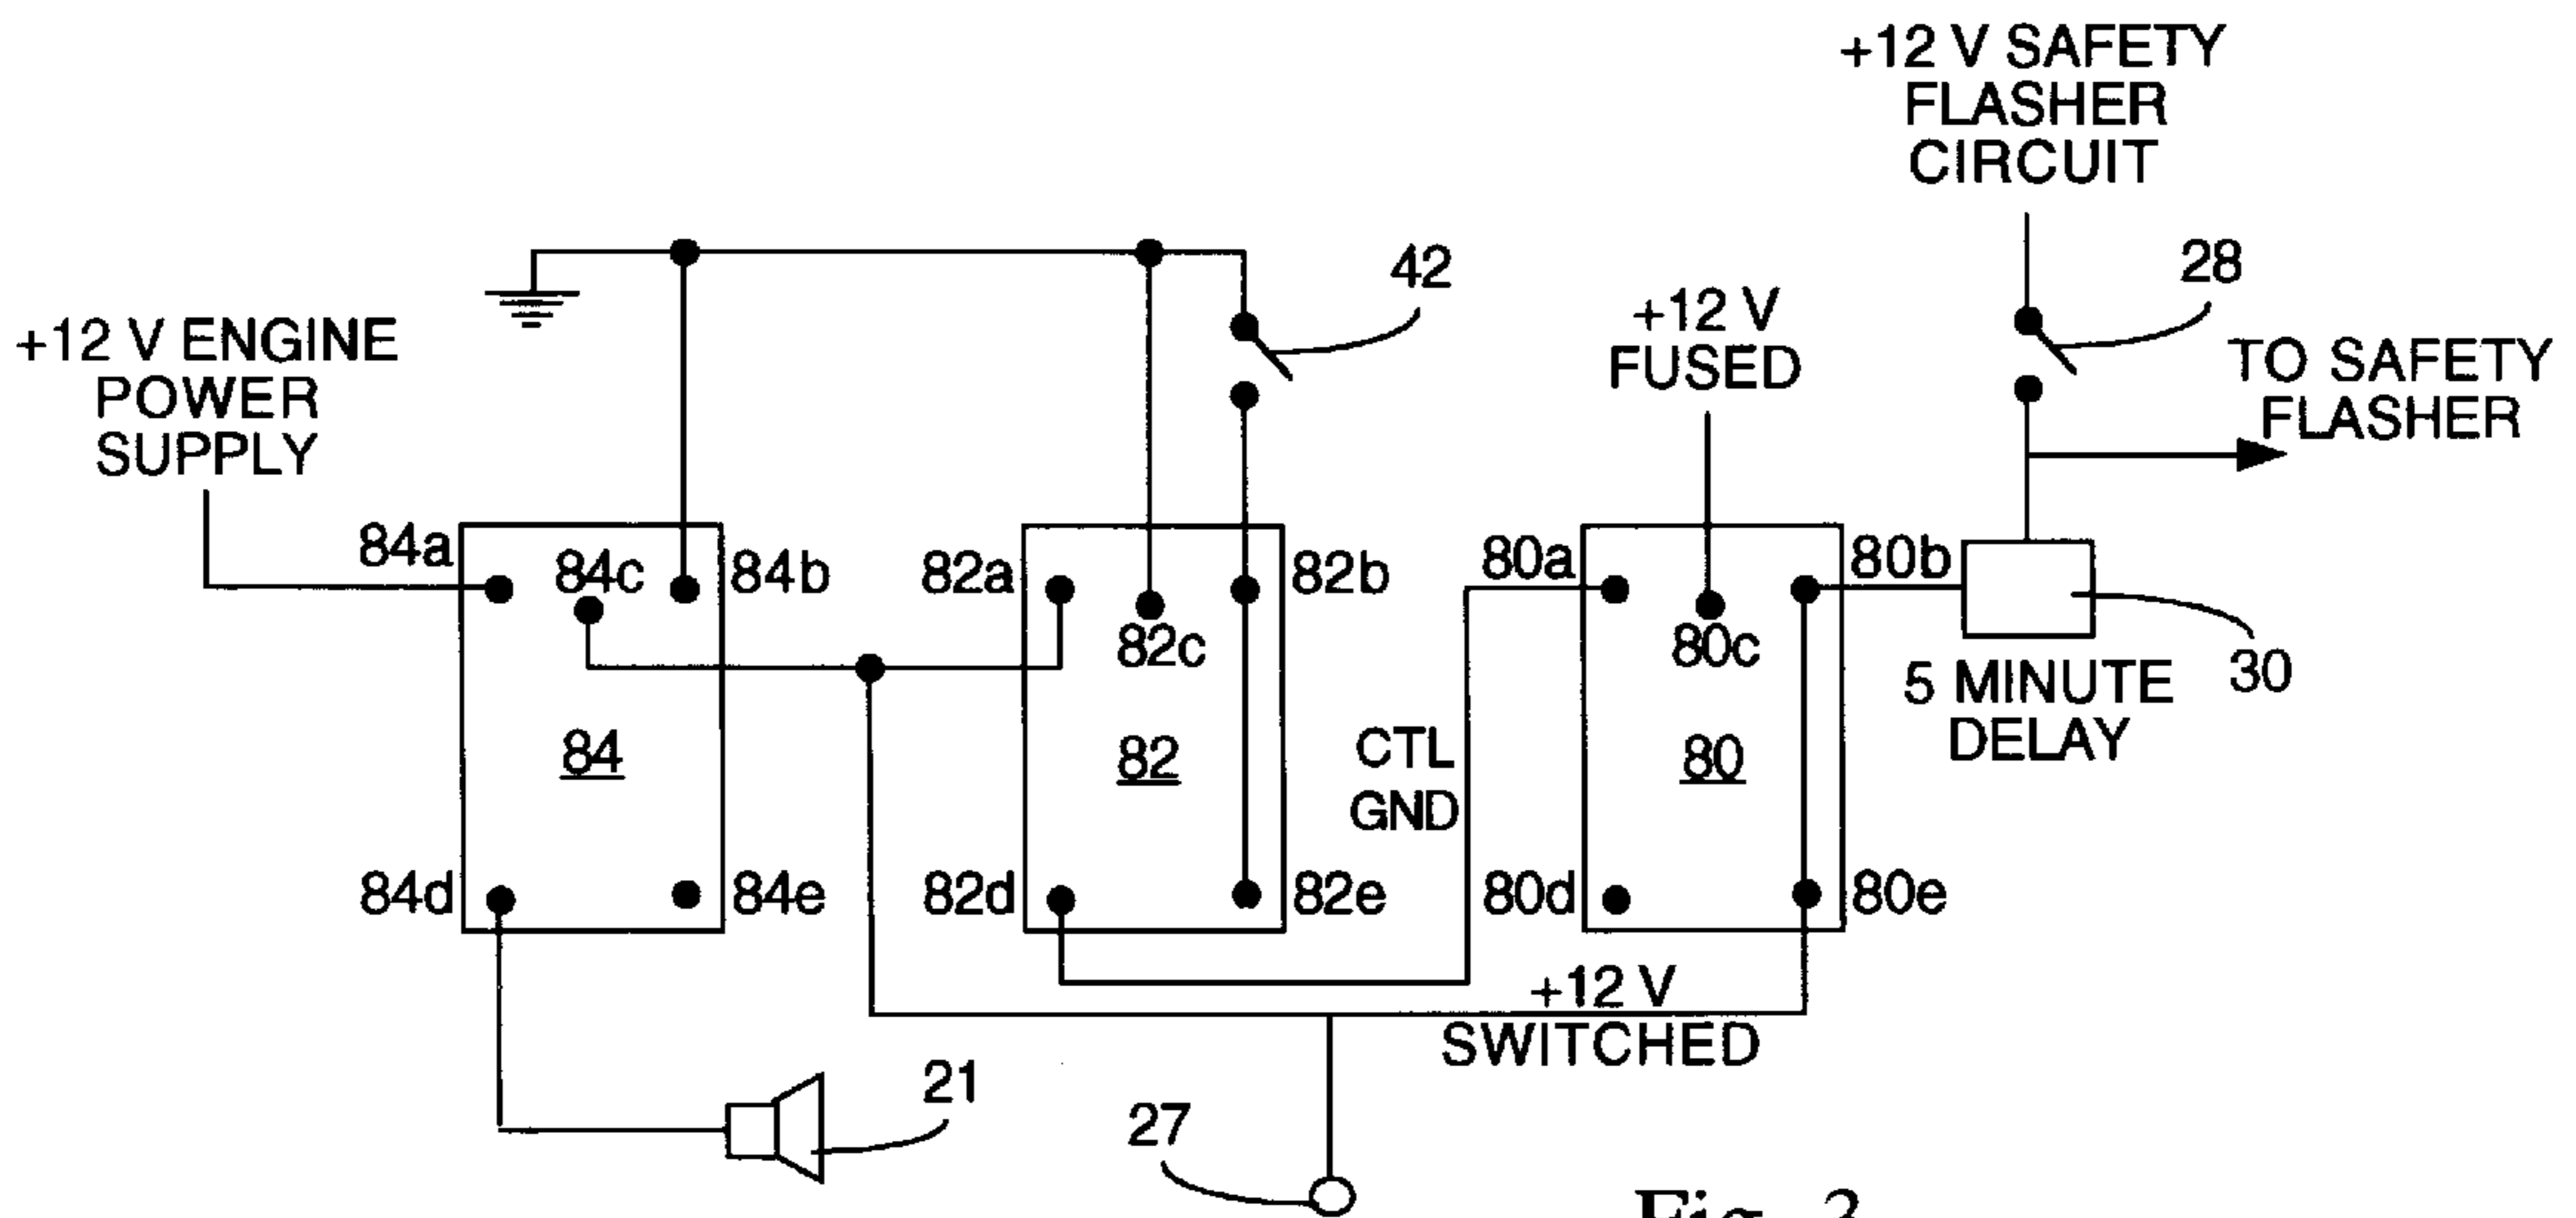 +12 V SAFETY
FLASHER
CIRCUIT
28
42
+12 V
FUSED
TO SAFETY
FLASHER
+12 V ENGINE
POWER
SUPPLY
84a
84c
84b
82a
82b
80a
80b
82c
80c
30
5 MINUTE
DELAY
84
82
80
CTL
GND
84d
84e
82d
82e
80d
80e
+12 V
SWITCHED
21
27
Fig. 3